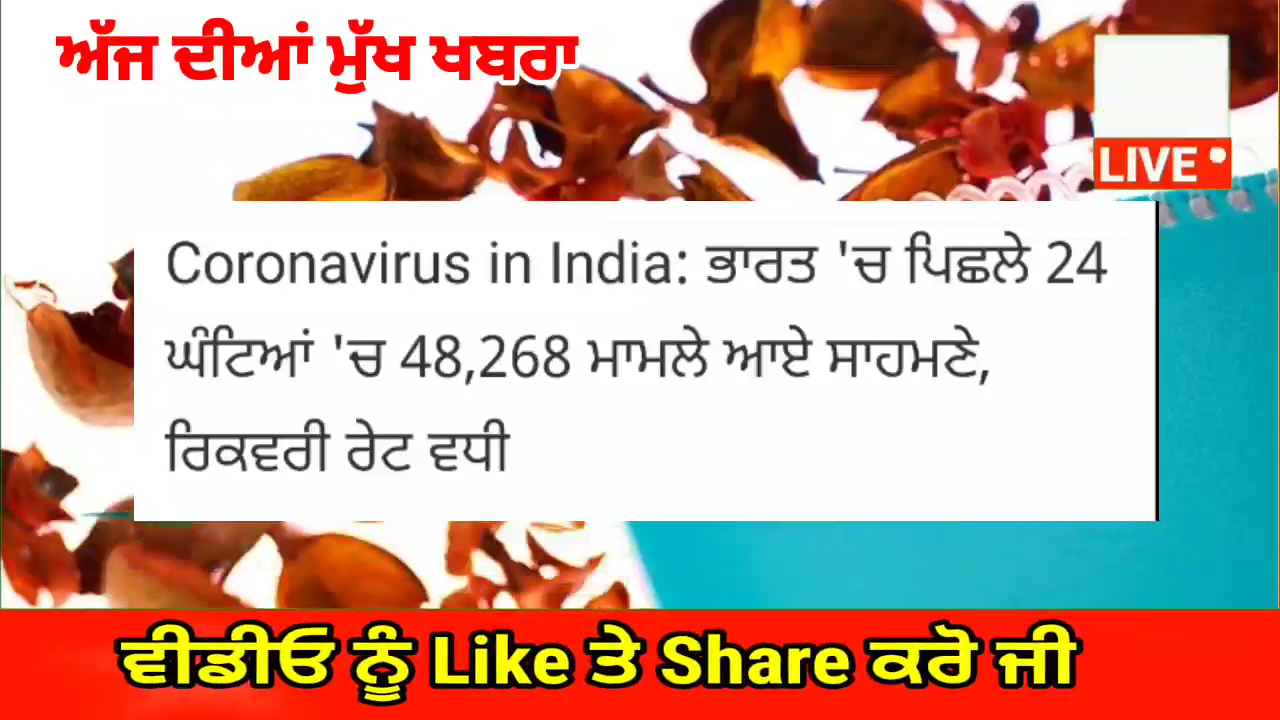 ਅੱਜ ਦੀਆਂ ਮੁੱਖ ਖਬਰਾ
LIVE
Coronavirus in India: ਭਾਰਤ 'ਚ ਪਿਛਲੇ 24
ਘੰਟਿਆਂ 'ਚ 48,268 ਮਾਮਲੇ ਆਏ ਸਾਹਮਣੇ,
ਰਿਕਵਰੀ ਰੇਟ ਵਧੀ
ਵੀਡੀਓ ਨੂੰ Like ਤੇ Share ਕਰੋ ਜੀ